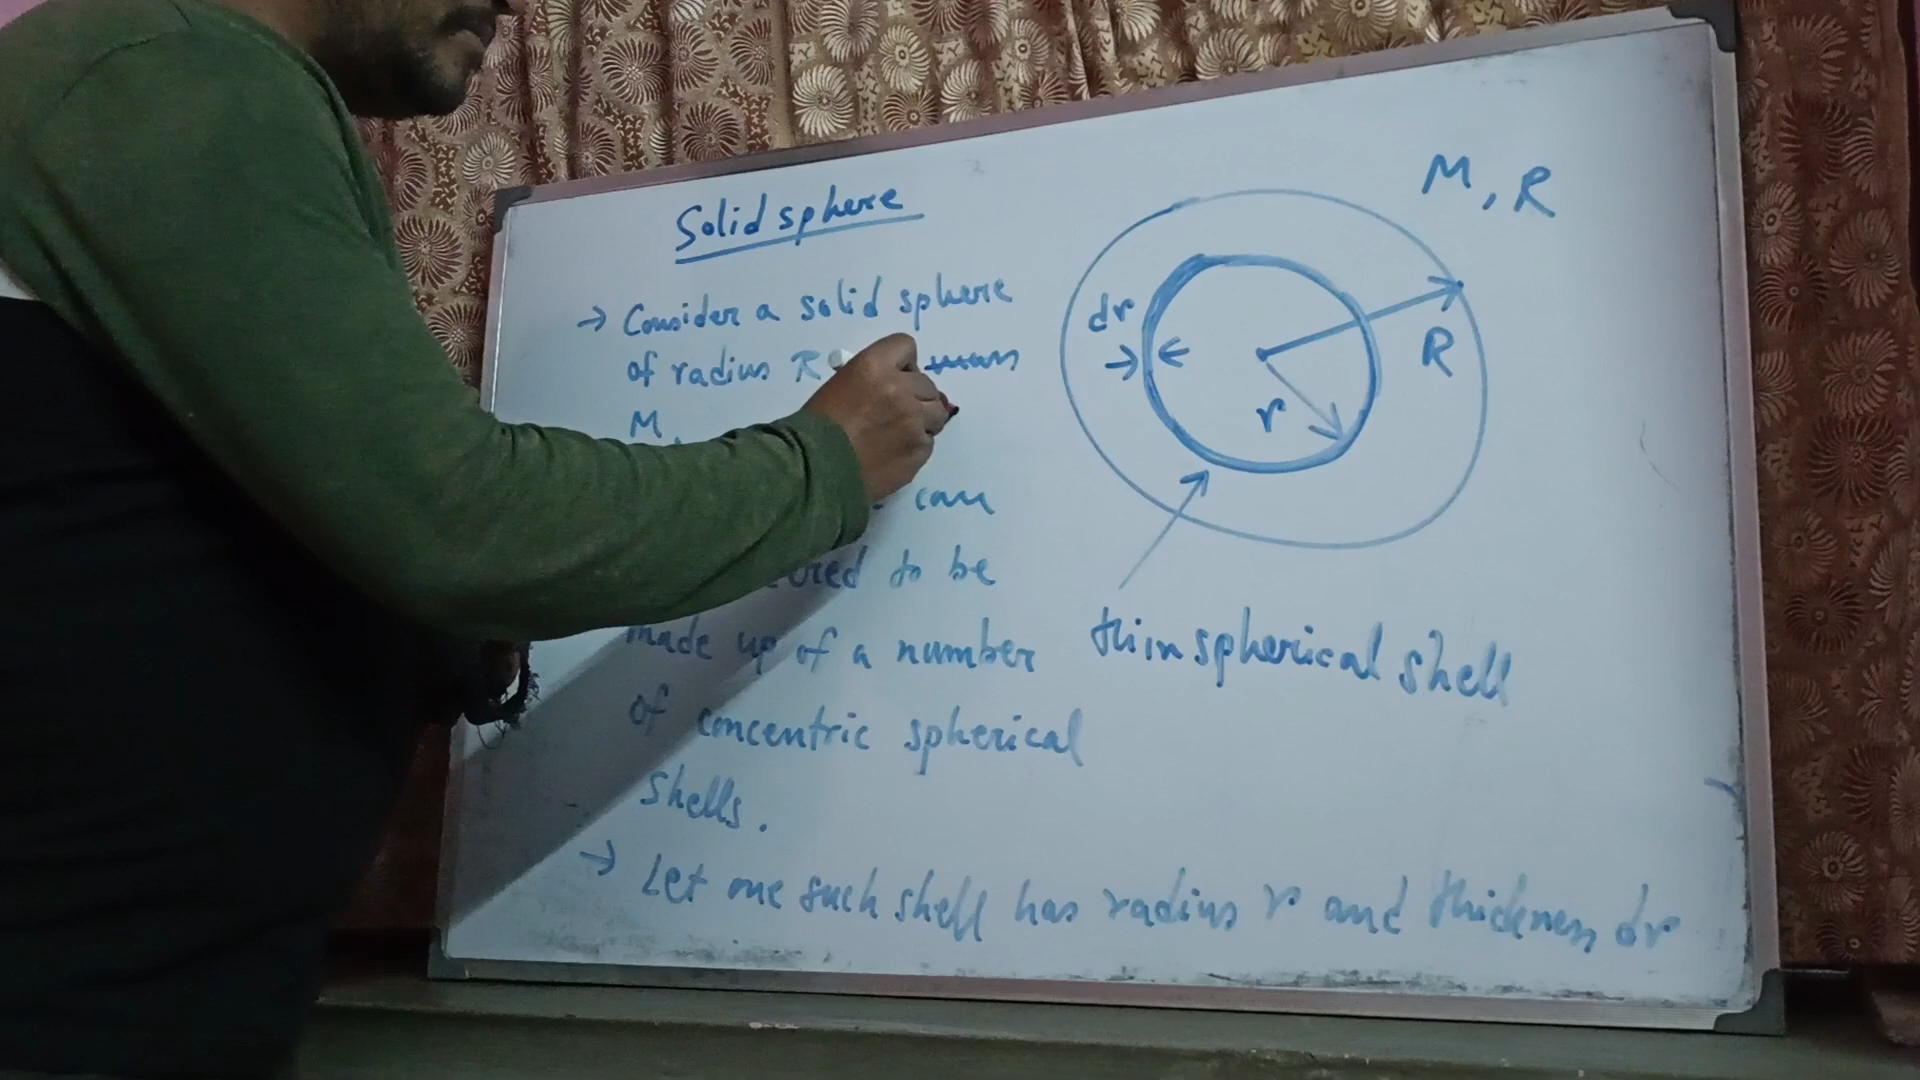 Solid sphere
→ Consider a solid sphere
of radius R mass
M.
can
to be
made up of a number
of concentric spherical
shells.
→ Let one such shell has radius r and thickness dr
M, R
dr
R
r
thin spherical shell